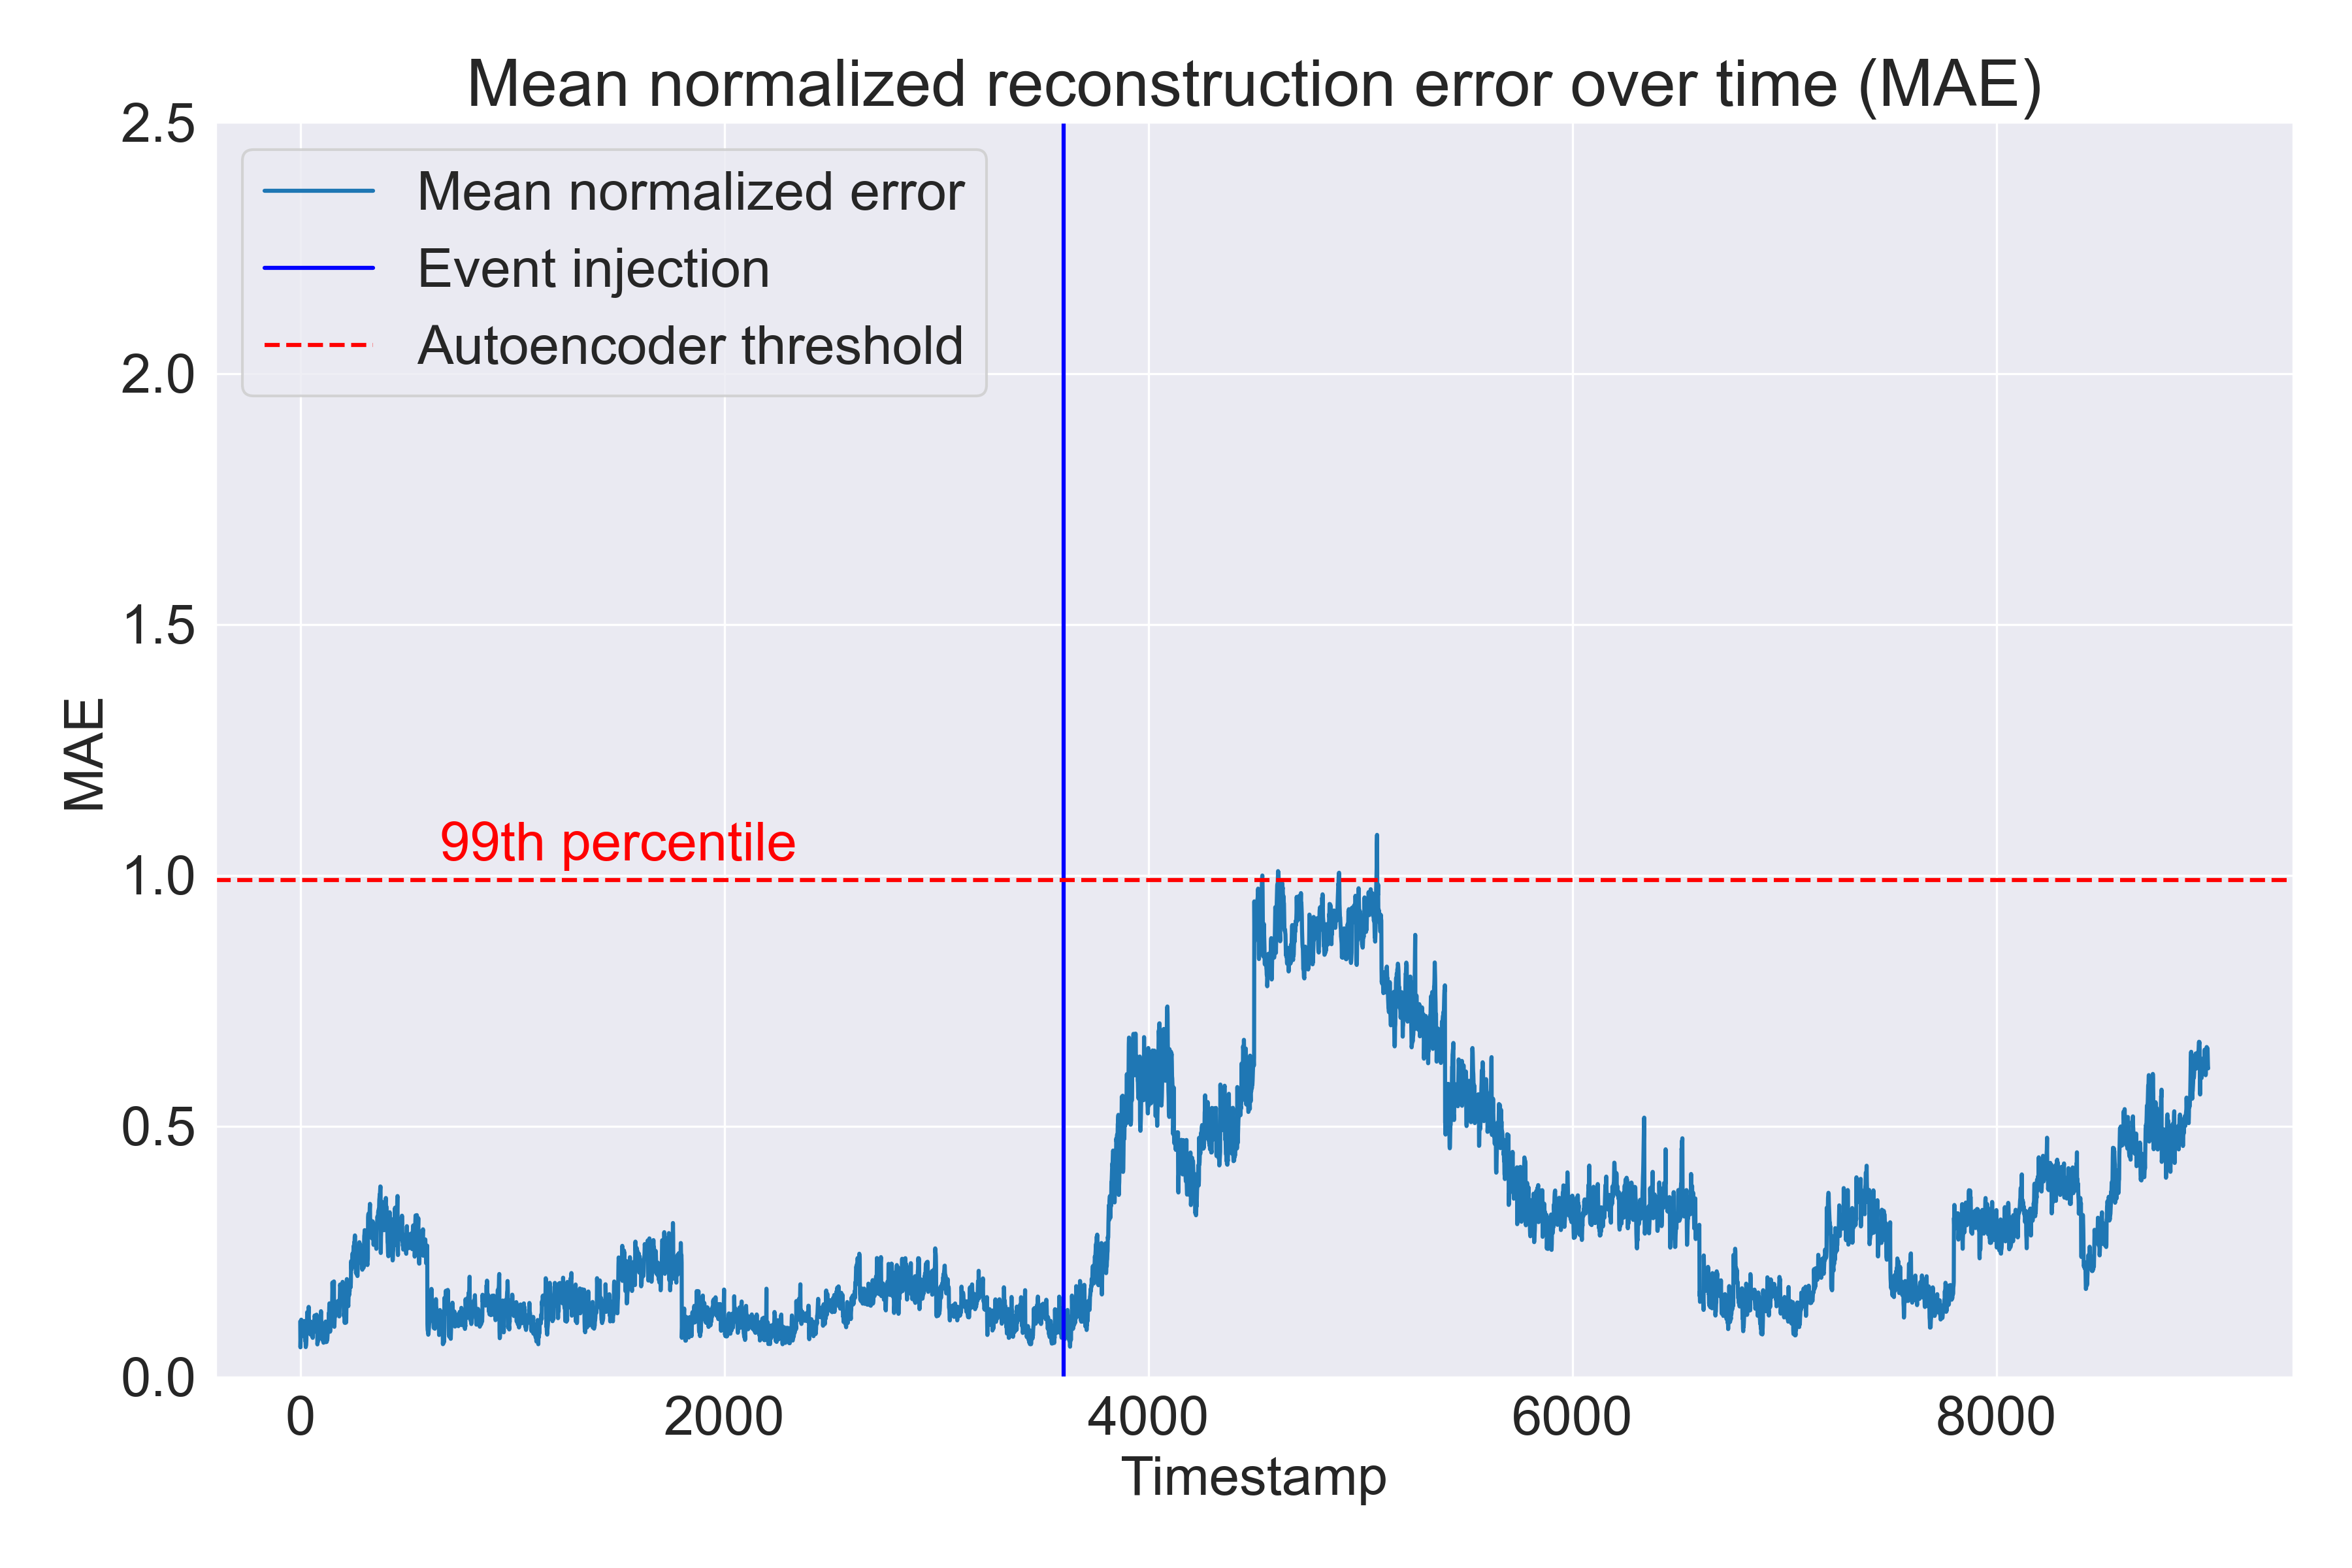 Mean normalized reconstruction error over time (MAE)
2.5
Mean normalized error
Event injection
Autoencoder threshold
2.0
1.5
MAE
99th percentile
1.0
0.5
0.0
0 2000 4000 6000 8000
Timestamp